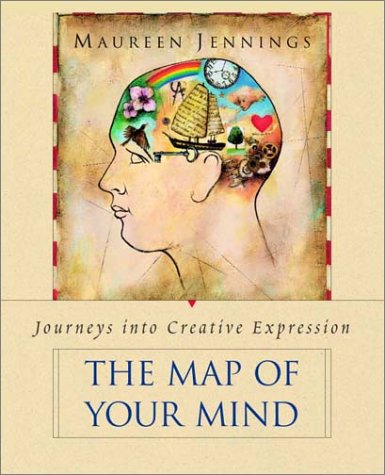 MAUREEN JENNINGS
Journeys into Creative Expression
THE MAP OF
YOUR MIND